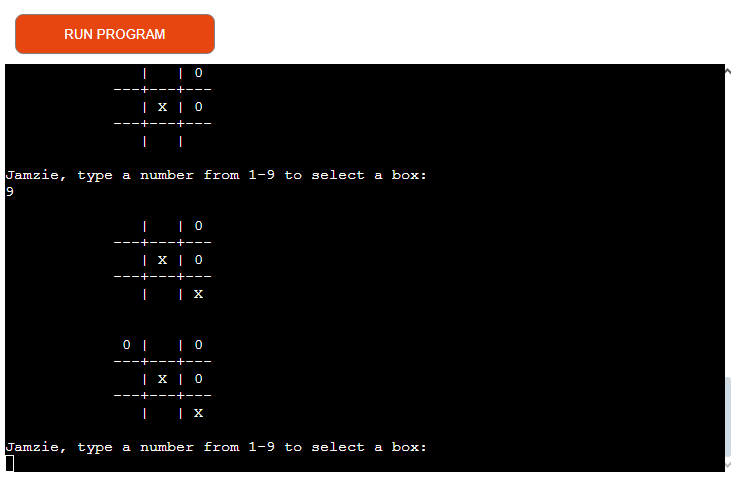 RUN PROGRAM
            |   | O
         ---+---+---
            | X | O
         ---+---+---
            |   |
Jamzie, type a number from 1-9 to select a box:
9
            |   | O
         ---+---+---
            | X | O
         ---+---+---
            |   | X
          O |   | O
         ---+---+---
            | X | O
         ---+---+---
            |   | X
Jamzie, type a number from 1-9 to select a box: